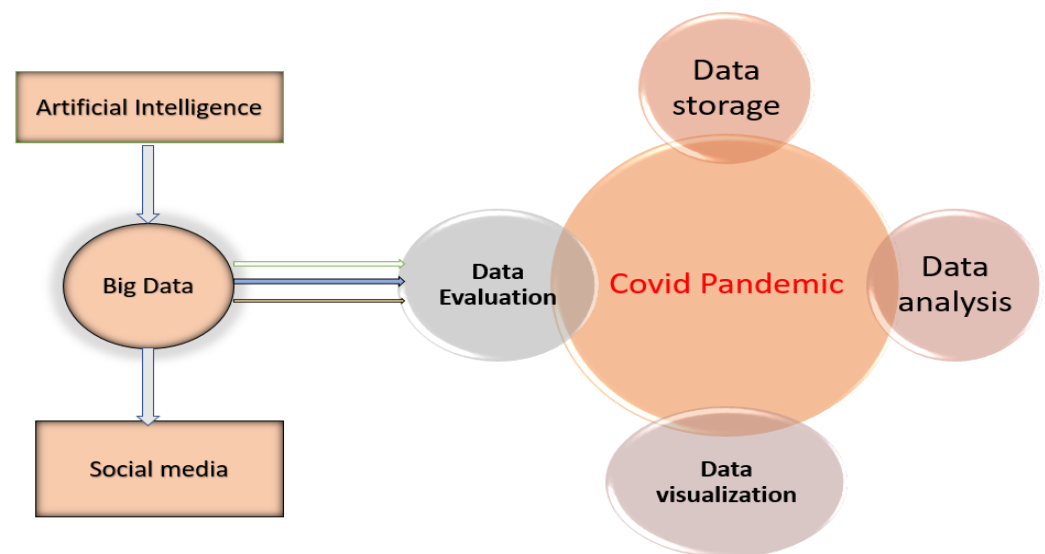 Artificial Intelligence
Big Data
Social media
Data
storage
Data
Evaluation
Covid Pandemic
Data
analysis
Data
visualization